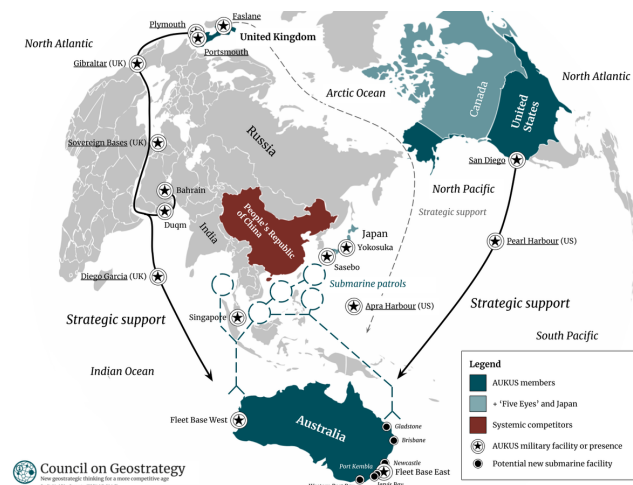 Faslane
Plymouth
North Atlantic
United Kingdom
Portsmouth
Gibraltar (UK)
Arctic Ocean
North Atlantic
Canada
United
States
Russia
Sovereign Bases (UK)
San Diego
Bahrain
North Pacific
People's Republic
of China
Strategic support
Duqm
India
Japan
Yokosuka
Pearl Harbour (US)
Sasebo
Diego Garcia (UK)
Submarine patrols
Strategic support
Apra Harbour (US)
Strategic support
Singapore
South Pacific
Indian Ocean
Legend
AUKUS members
+ 'Five Eyes' and Japan
Systemic competitors
AUKUS military facility or presence
Potential new submarine facility
Fleet Base West
Australia
Gladstone
Brisbane
Newcastle
Port Kembla
Fleet Base East
Council on Geostrategy
New geostrategic thinking for a more competitive age